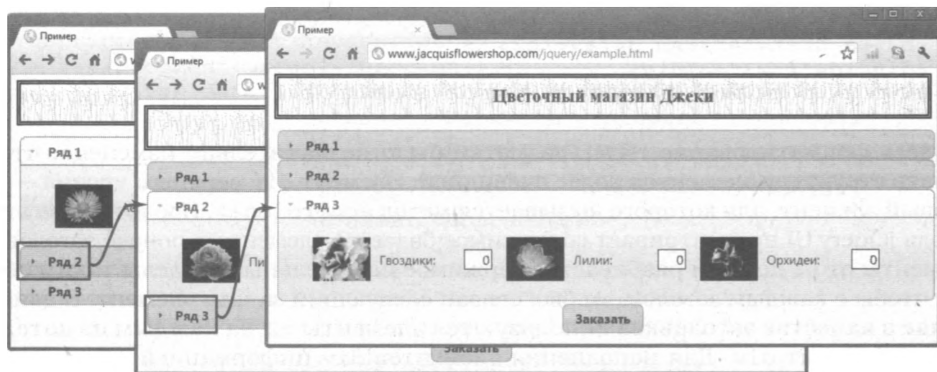 Пример
Ряд 1
Ряд 2
Ряд 3
Пример
Ряд 1
Ряд 2
Пи
Ряд 3
Заказать
Пример
www.jacquisflowershop.com/jquery/example.html
Цветочный магазин Джеки
Ряд 1
Ряд 2
Ряд 3
Гвоздики: 0 Лилии: 0 Орхидеи: 0
Заказать